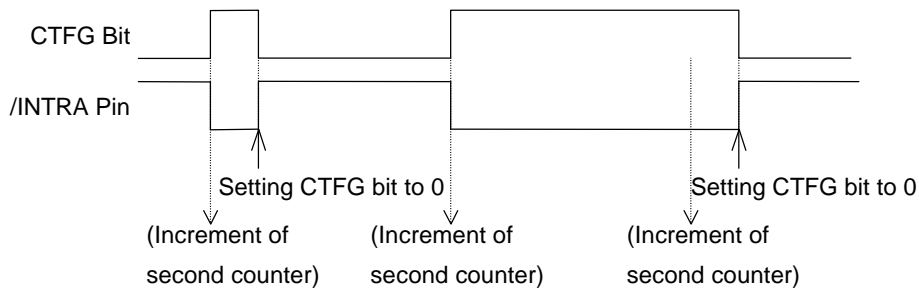 CTFG Bit
/INTRA Pin
Setting CTFG bit to 0
Setting CTFG bit to 0
(Increment of
second counter)
(Increment of
second counter)
(Increment of
second counter)